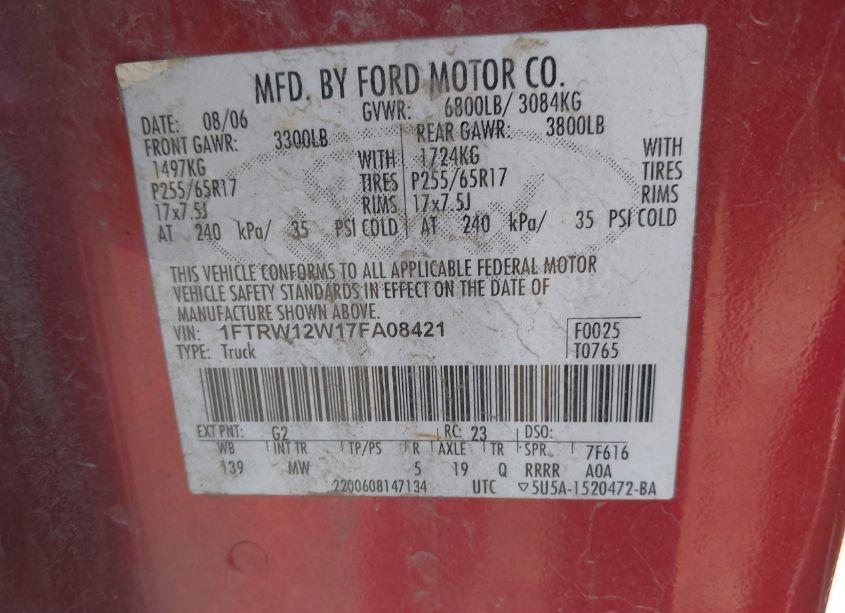 MFD. BY FORD MOTOR CO.
DATE: 08/06 GVWR: 6800LB/ 3084KG
FRONT GAWR: 3300LB REAR GAWR: 3800LB
1497KG WITH 1724KG WITH
P255/65R17 TIRES P255/65R17 TIRES
17x7.5J RIMS 17x7.5J RIMS
AT 240 kPa/ 35 PSI COLD AT 240 kPa/ 35 PSI COLD
THIS VEHICLE CONFORMS TO ALL APPLICABLE FEDERAL MOTOR
VEHICLE SAFETY STANDARDS IN EFFECT ON THE DATE OF
MANUFACTURE SHOWN ABOVE.
VIN: 1FTRW12W17FA08421 F0025
TYPE: Truck T0765
EXT PNT: G2 RC: 23 DSO:
WB INT TR TP/PS R AXLE TR SPR 7F616
139 MW 5 19 Q RRRR A0A
2200608147134 UTC ▽5U5A-1520472-BA